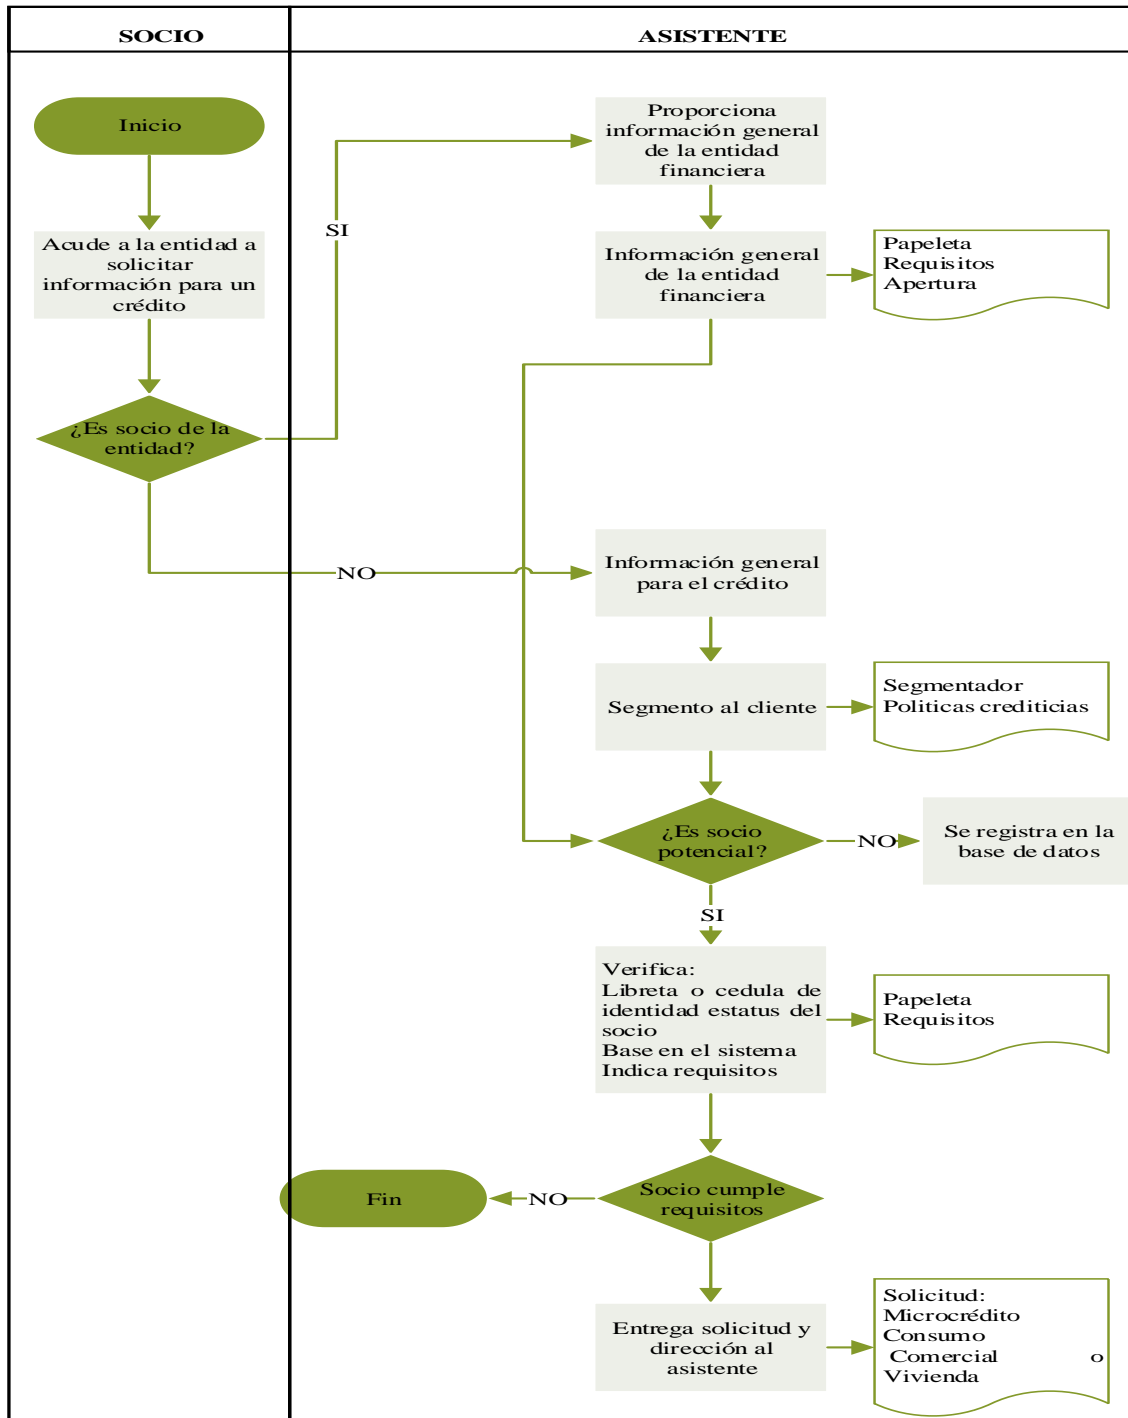 SOCIO
ASISTENTE
Inicio
Proporciona
información general
de la entidad
financiera
SI
Acude a la entidad a
solicitar
información para un
crédito
Información general
de la entidad
financiera
Papeleta
Requisitos
Apertura
¿Es socio de la
entidad?
NO
Información general
para el crédito
Segmento al cliente
Segmentador
Politicas crediticias
¿Es socio
potencial?
NO
Se registra en la
base de datos
SI
Verifica:
Libreta o cedula de
identidad estatus del
socio
Base en el sistema
Indica requisitos
Papeleta
Requisitos
Fin
NO
Socio cumple
requisitos
Entrega solicitud y
dirección al
asistente
Solicitud:
Microcrédito
Consumo
Comercial o
Vivienda